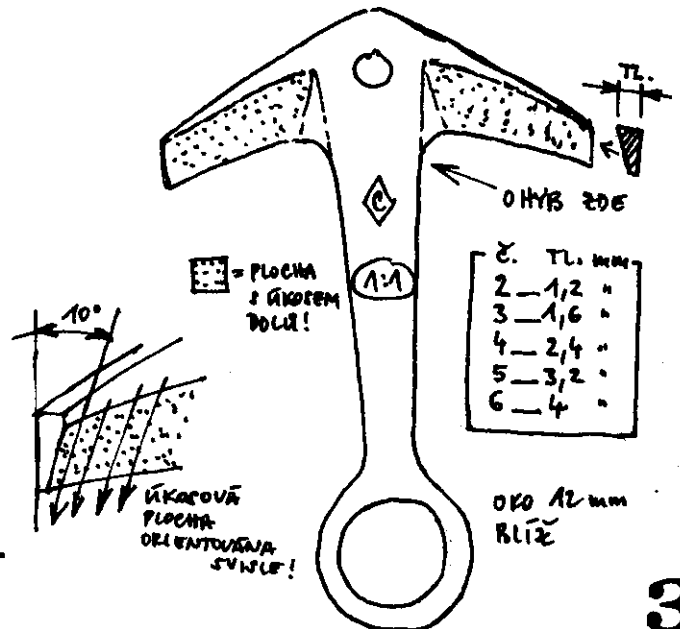 TL.
OHYB ZDE
Č
1:1
= PLOCHA
S ÚKOSEM
DOLŮ!
Č. TL. mm
2 — 1,2 "
3 — 1,6 "
4 — 2,4 "
5 — 3,2 "
6 — 4 "
10°
ÚKOSOVÁ
PLOCHA
ORIENTOVÁNA
SVISLE!
OKO 12 mm
BLÍŽ
3